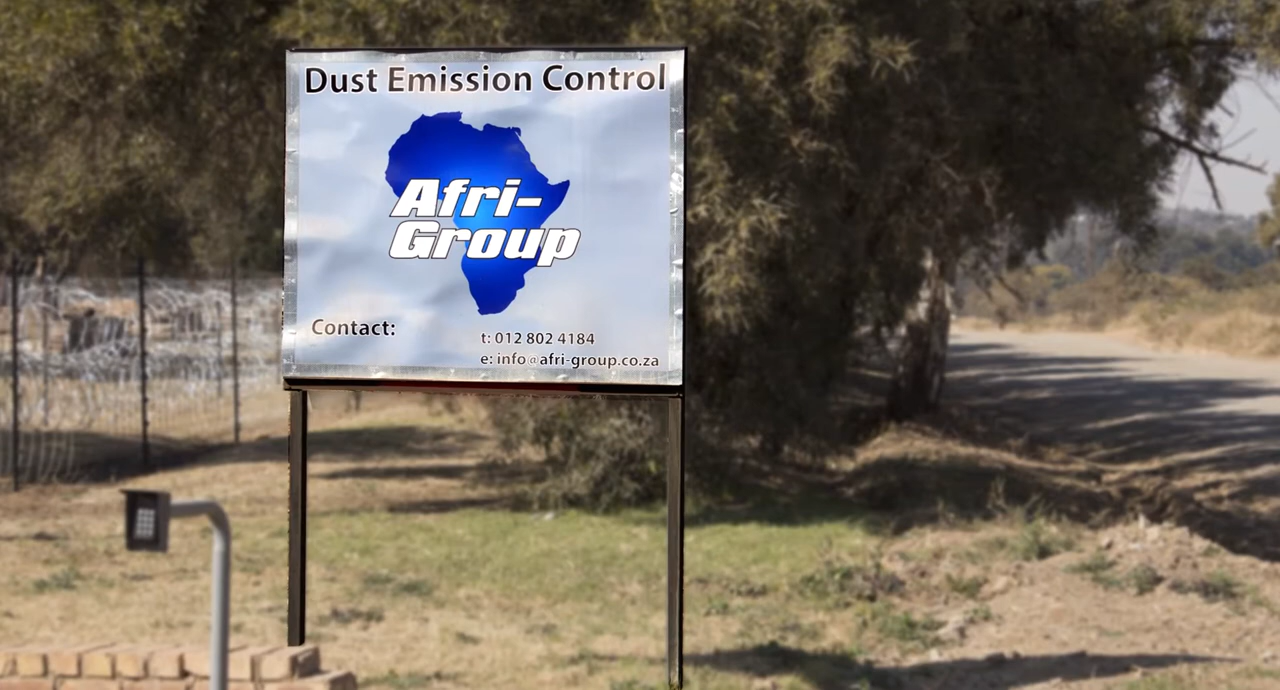 Dust Emission Control
Afri-
Group
Contact:
t: 012 802 4184
e: info@afri-group.co.za